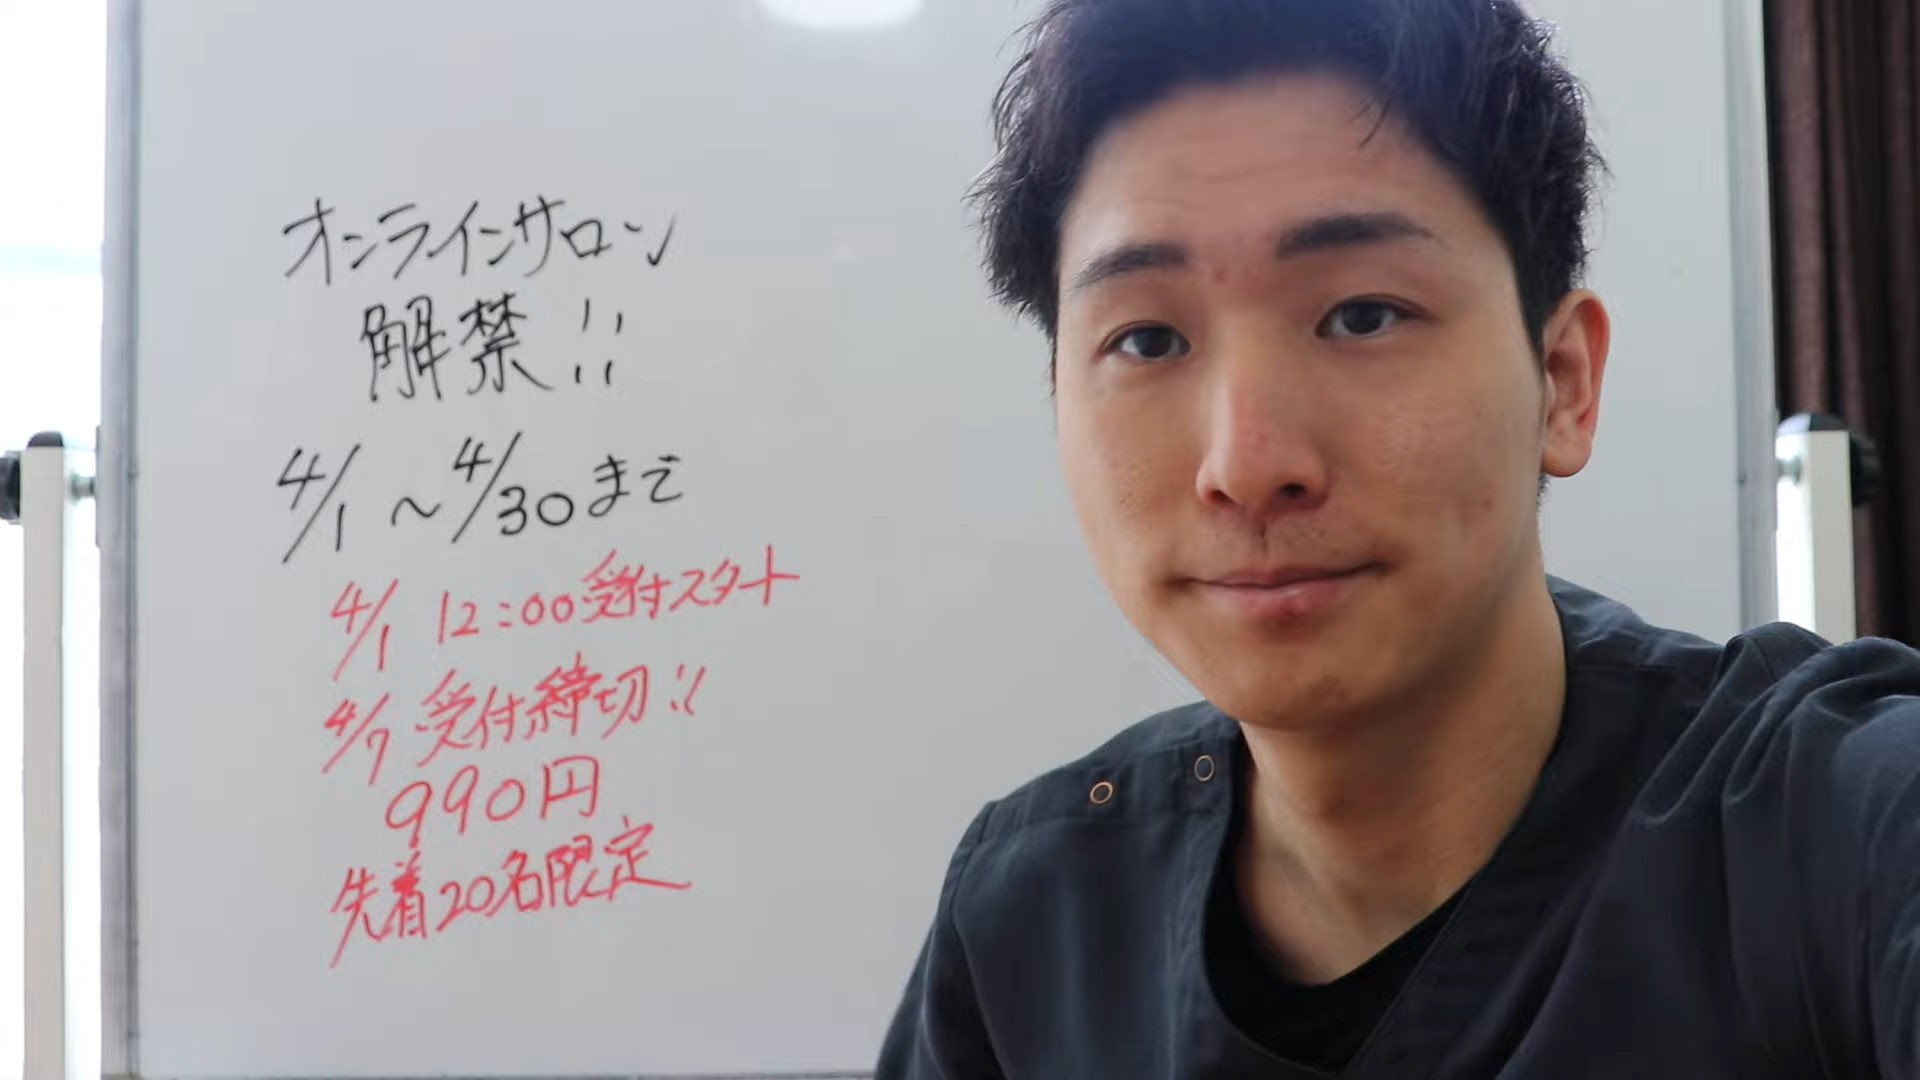 オンラインサロン
解禁!!
4/1〜4/30まで
4/1 12:00受付スタート
4/7受付締切!!
990円
先着20名限定